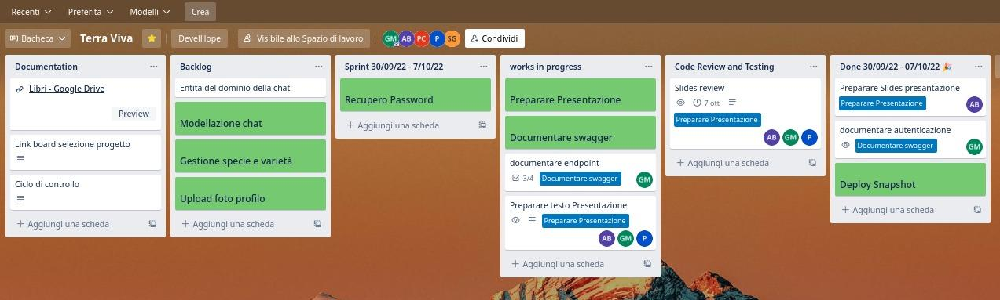 Recenti
Preferita
Modelli
Crea
Bacheca
Terra Viva
DevelHope
Visibile allo Spazio di lavoro
GM
AB
PC
P
SG
Condividi
Documentation
Libri - Google Drive
Preview
Link board selezione progetto
Ciclo di controllo
Aggiungi una scheda
Backlog
Entità del dominio della chat
Modellazione chat
Gestione specie e varietà
Upload foto profilo
Aggiungi una scheda
Sprint 30/09/22 - 7/10/22
Recupero Password
Aggiungi una scheda
works in progress
Preparare Presentazione
Documentare swagger
documentare endpoint
3/4 Documentare swagger
GM
Preparare testo Presentazione
Preparare Presentazione
AB GM P
Aggiungi una scheda
Code Review and Testing
Slides review
7 ott
Preparare Presentazione
AB GM P
Aggiungi una scheda
Done 30/09/22 - 07/10/22 🎉
Preparare Slides presantazione
Preparare Presentazione
AB
documentare autenticazione
Documentare swagger
GM
Deploy Snapshot
Aggiungi una scheda